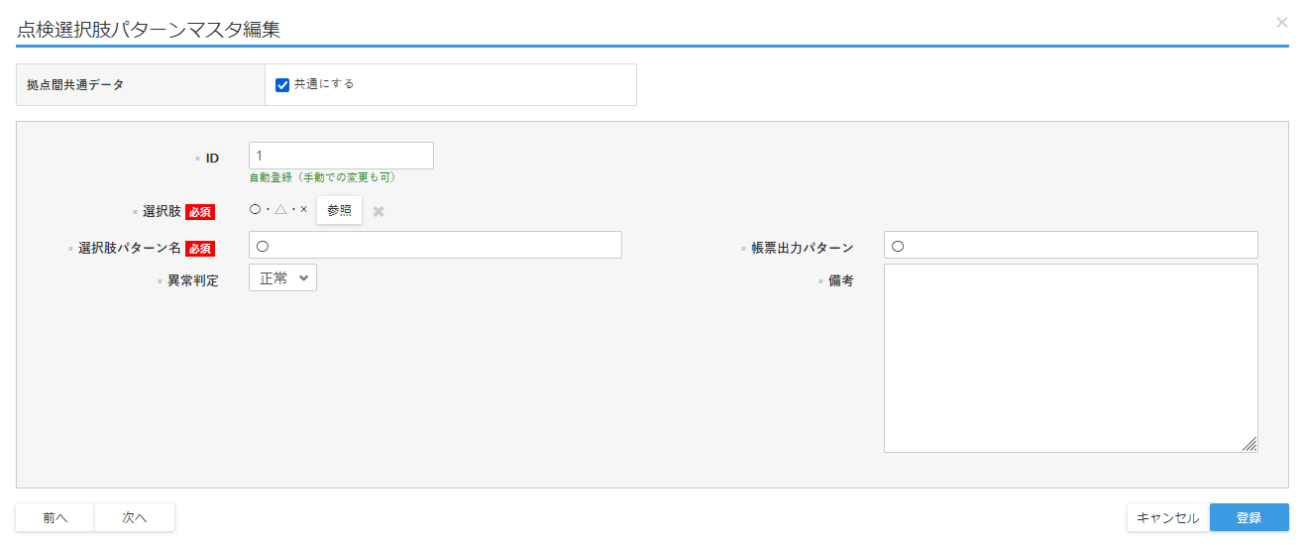 点検選択肢パターンマスタ編集
×
拠点間共通データ
共通にする
ID
1
自動登録（手動での変更も可）
選択肢 必須
○・△・× 参照 ✖
選択肢パターン名 必須
○
帳票出力パターン
○
異常判定
正常
備考
前へ
次へ
キャンセル
登録